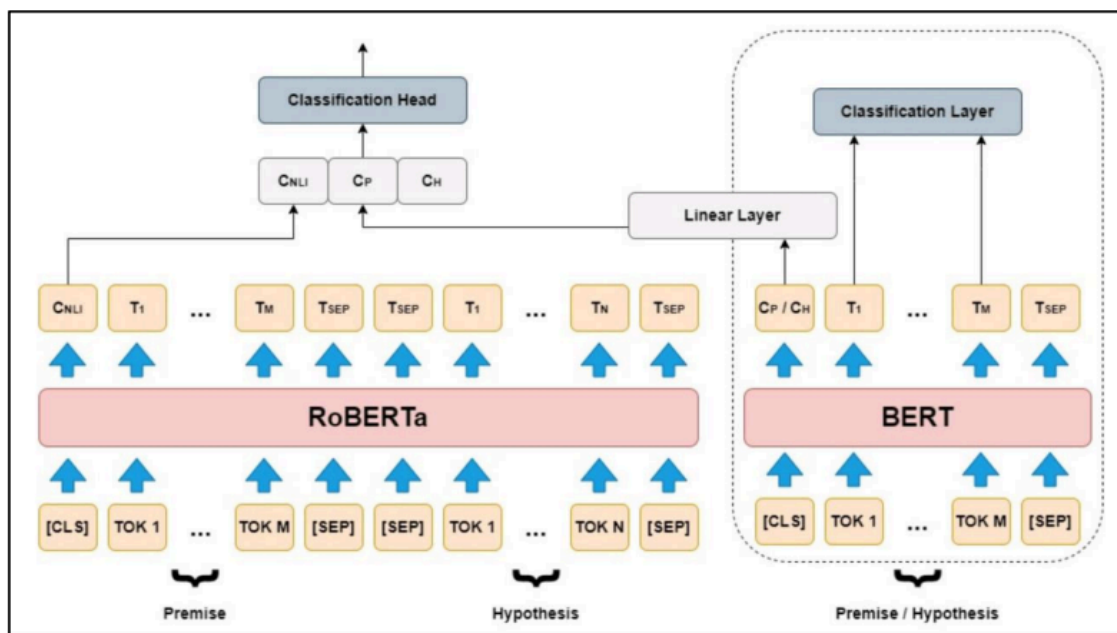 Classification Head
Classification Layer
CNLI CP CH
Linear Layer
CNLI T1 ... TM TSEP TSEP T1 ... TN TSEP
CP / CH T1 ... TM TSEP
RoBERTa
BERT
[CLS] TOK 1 ... TOK M [SEP] [SEP] TOK 1 ... TOK N [SEP]
[CLS] TOK 1 ... TOK M [SEP]
Premise
Hypothesis
Premise / Hypothesis